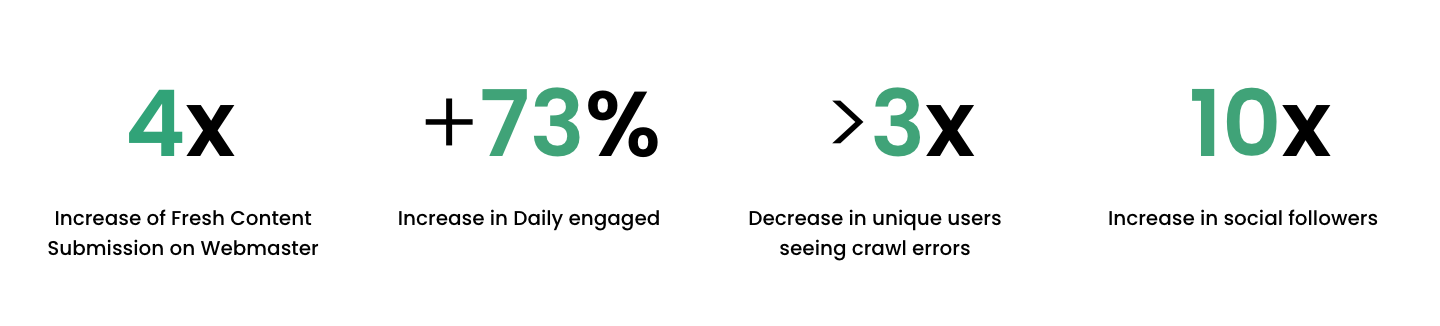 4x
+73%
>3x
10x
Increase of Fresh Content
Submission on Webmaster
Increase in Daily engaged
Decrease in unique users
seeing crawl errors
Increase in social followers